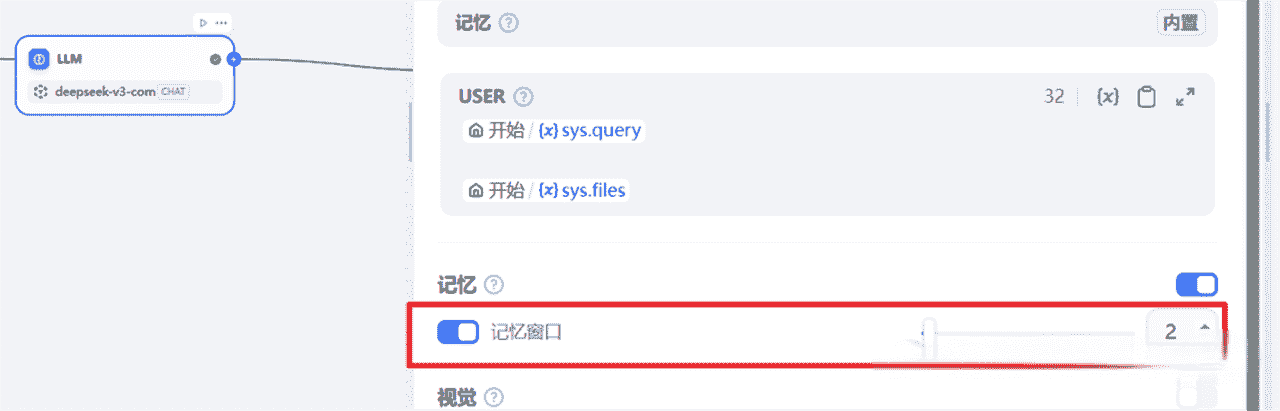 LLM
deepseek-v3-com CHAT
记忆 内置
USER 32 {x}
开始 / {x} sys.query
开始 / {x} sys.files
记忆
记忆窗口 2
视觉